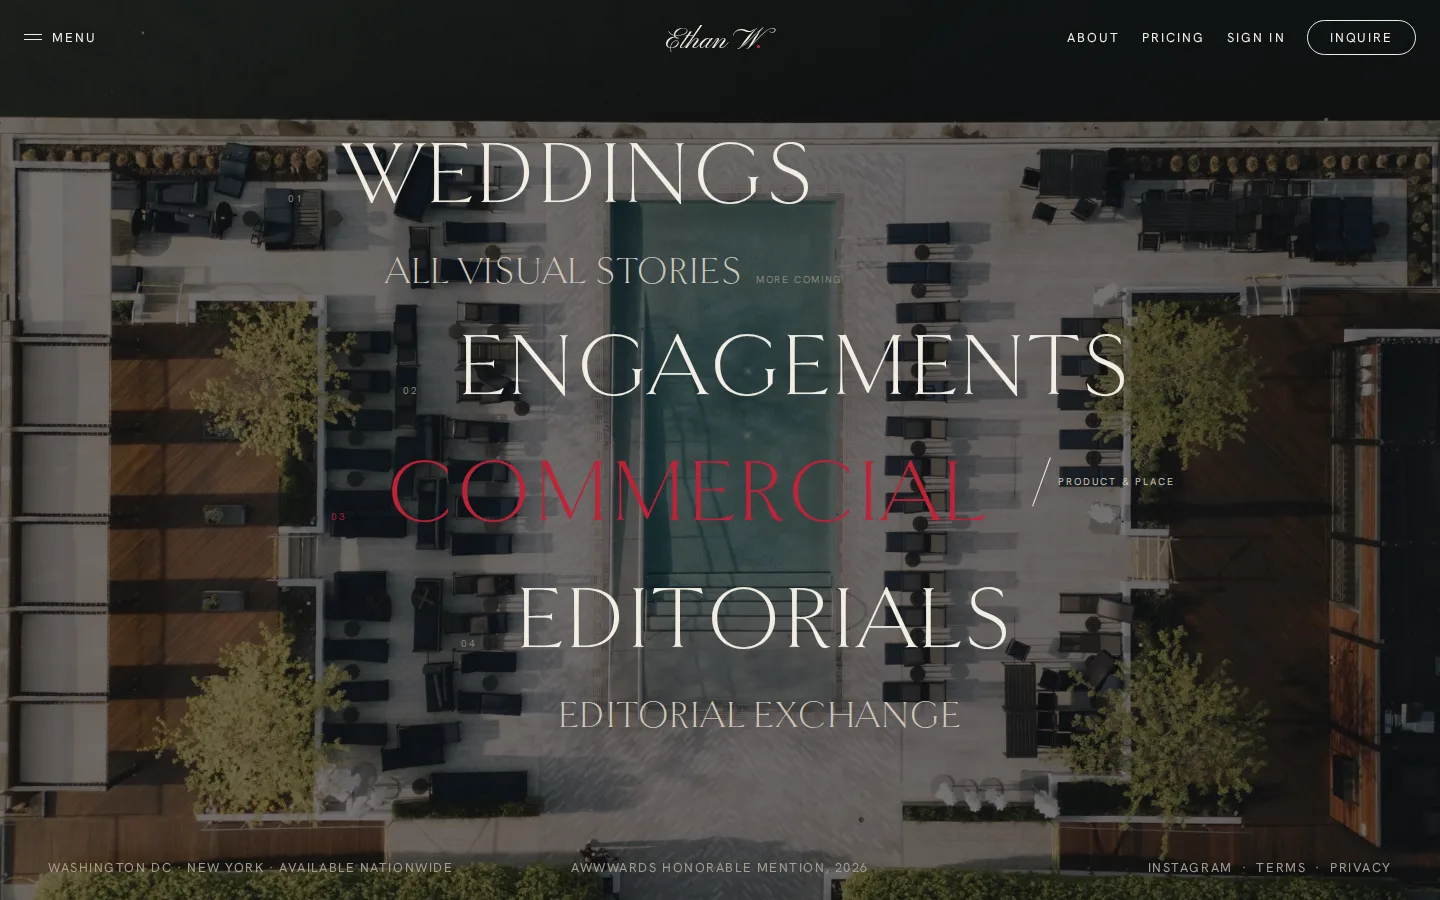 MENU
Ethan W.
ABOUT PRICING SIGN IN INQUIRE
01 WEDDINGS
ALL VISUAL STORIES MORE COMING
02 ENGAGEMENTS
03 COMMERCIAL / PRODUCT & PLACE
04 EDITORIALS
EDITORIAL EXCHANGE
WASHINGTON DC · NEW YORK · AVAILABLE NATIONWIDE
AWWWARDS HONORABLE MENTION, 2026
INSTAGRAM · TERMS · PRIVACY